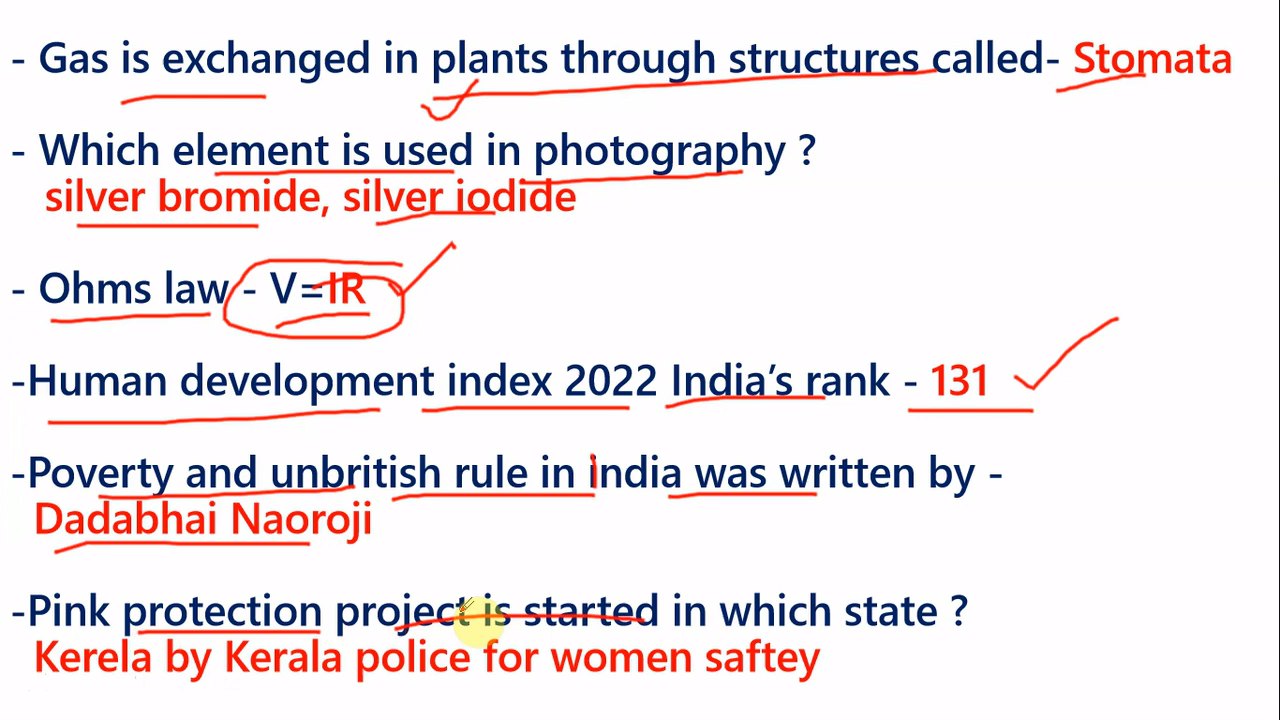 - Gas is exchanged in plants through structures called- Stomata
- Which element is used in photography ?
silver bromide, silver iodide
- Ohms law - V=IR
-Human development index 2022 India’s rank - 131
-Poverty and unbritish rule in india was written by -
Dadabhai Naoroji
-Pink protection project is started in which state ?
Kerela by Kerala police for women saftey